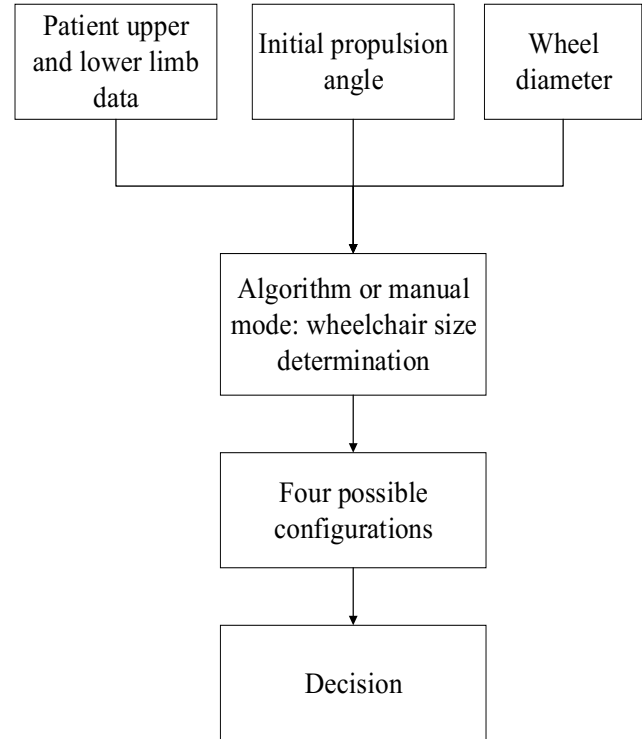 Patient upper
and lower limb
data
Initial propulsion
angle
Wheel
diameter
Algorithm or manual
mode: wheelchair size
determination
Four possible
configurations
Decision